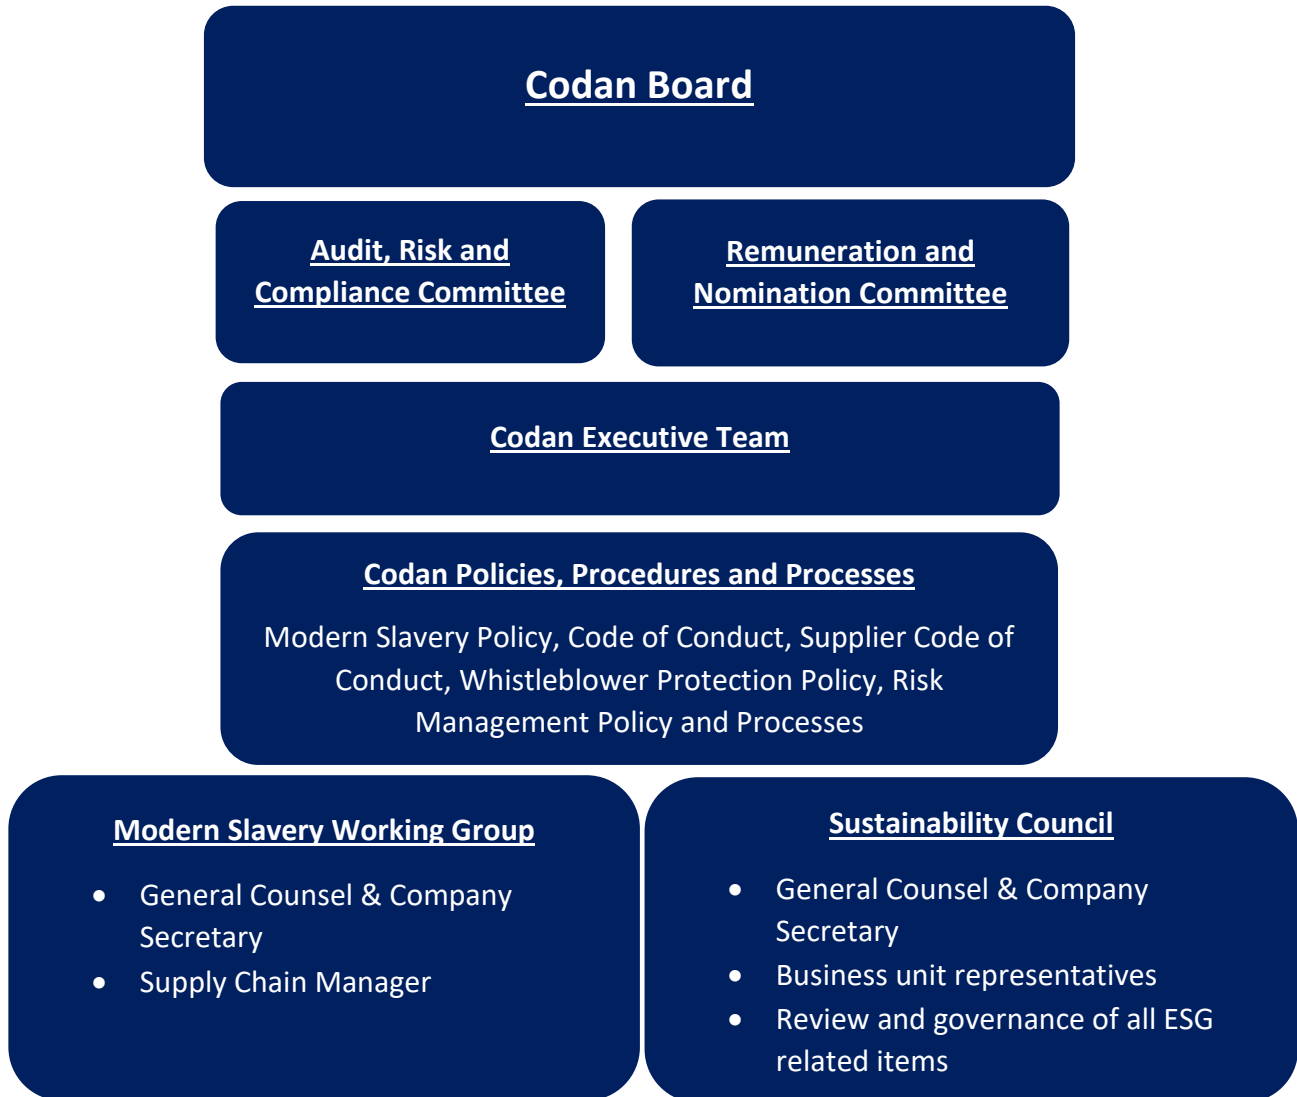 Codan Board
Audit, Risk and
Compliance Committee
Remuneration and
Nomination Committee
Codan Executive Team
Codan Policies, Procedures and Processes
Modern Slavery Policy, Code of Conduct, Supplier Code of
Conduct, Whistleblower Protection Policy, Risk
Management Policy and Processes
Modern Slavery Working Group
• General Counsel & Company
Secretary
• Supply Chain Manager
Sustainability Council
• General Counsel & Company
Secretary
• Business unit representatives
• Review and governance of all ESG
related items